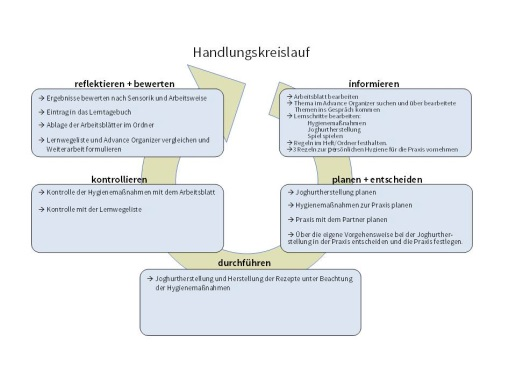 Handlungskreislauf
reflektieren + bewerten
→ Ergebnisse bewerten nach Sensorik und Arbeitsweise
→ Eintrag in das Lerntagebuch
→ Ablage der Arbeitsblätter im Ordner
→ Lernwegeliste und Advance Organizer vergleichen und
Weiterarbeit formulieren
informieren
→ Arbeitsblatt bearbeiten
→ Thema im Advance Organizer suchen und über bearbeitete
Themen ins Gespräch kommen
→ Lernschritte bearbeiten:
Hygienemaßnahmen
Joghurtherstellung
Spiel spielen
→ Regeln im Heft/Ordner festhalten.
→ 3 Regeln zur persönlichen Hygiene für die Praxis vornehmen
kontrollieren
→ Kontrolle der Hygienemaßnahmen mit dem Arbeitsblatt
→ Kontrolle mit der Lernwegeliste
planen + entscheiden
→ Joghurtherstellung planen
→ Hygienemaßnahmen zur Praxis planen
→ Praxis mit dem Partner planen
→ Über die eigene Vorgehensweise bei der Joghurther-
stellung in der Praxis entscheiden und die Praxis festlegen.
durchführen
→ Joghurtherstellung und Herstellung der Rezepte unter Beachtung
der Hygienemaßnahmen